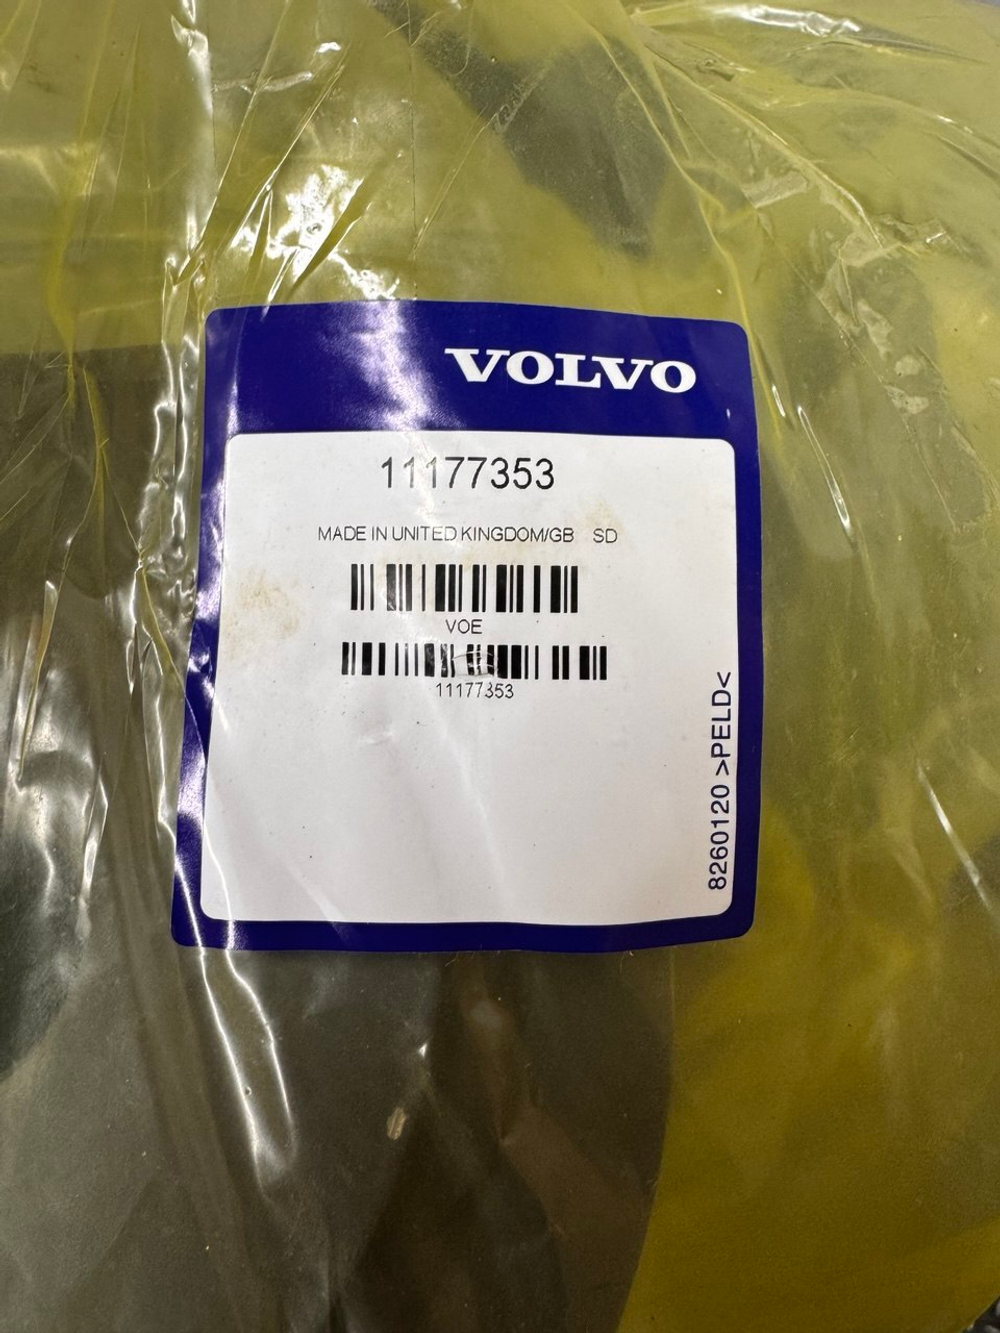 VOLVO
11177353
MADE IN UNITED KINGDOM/GB SD
VOE
11177353
8260120 >PELD<